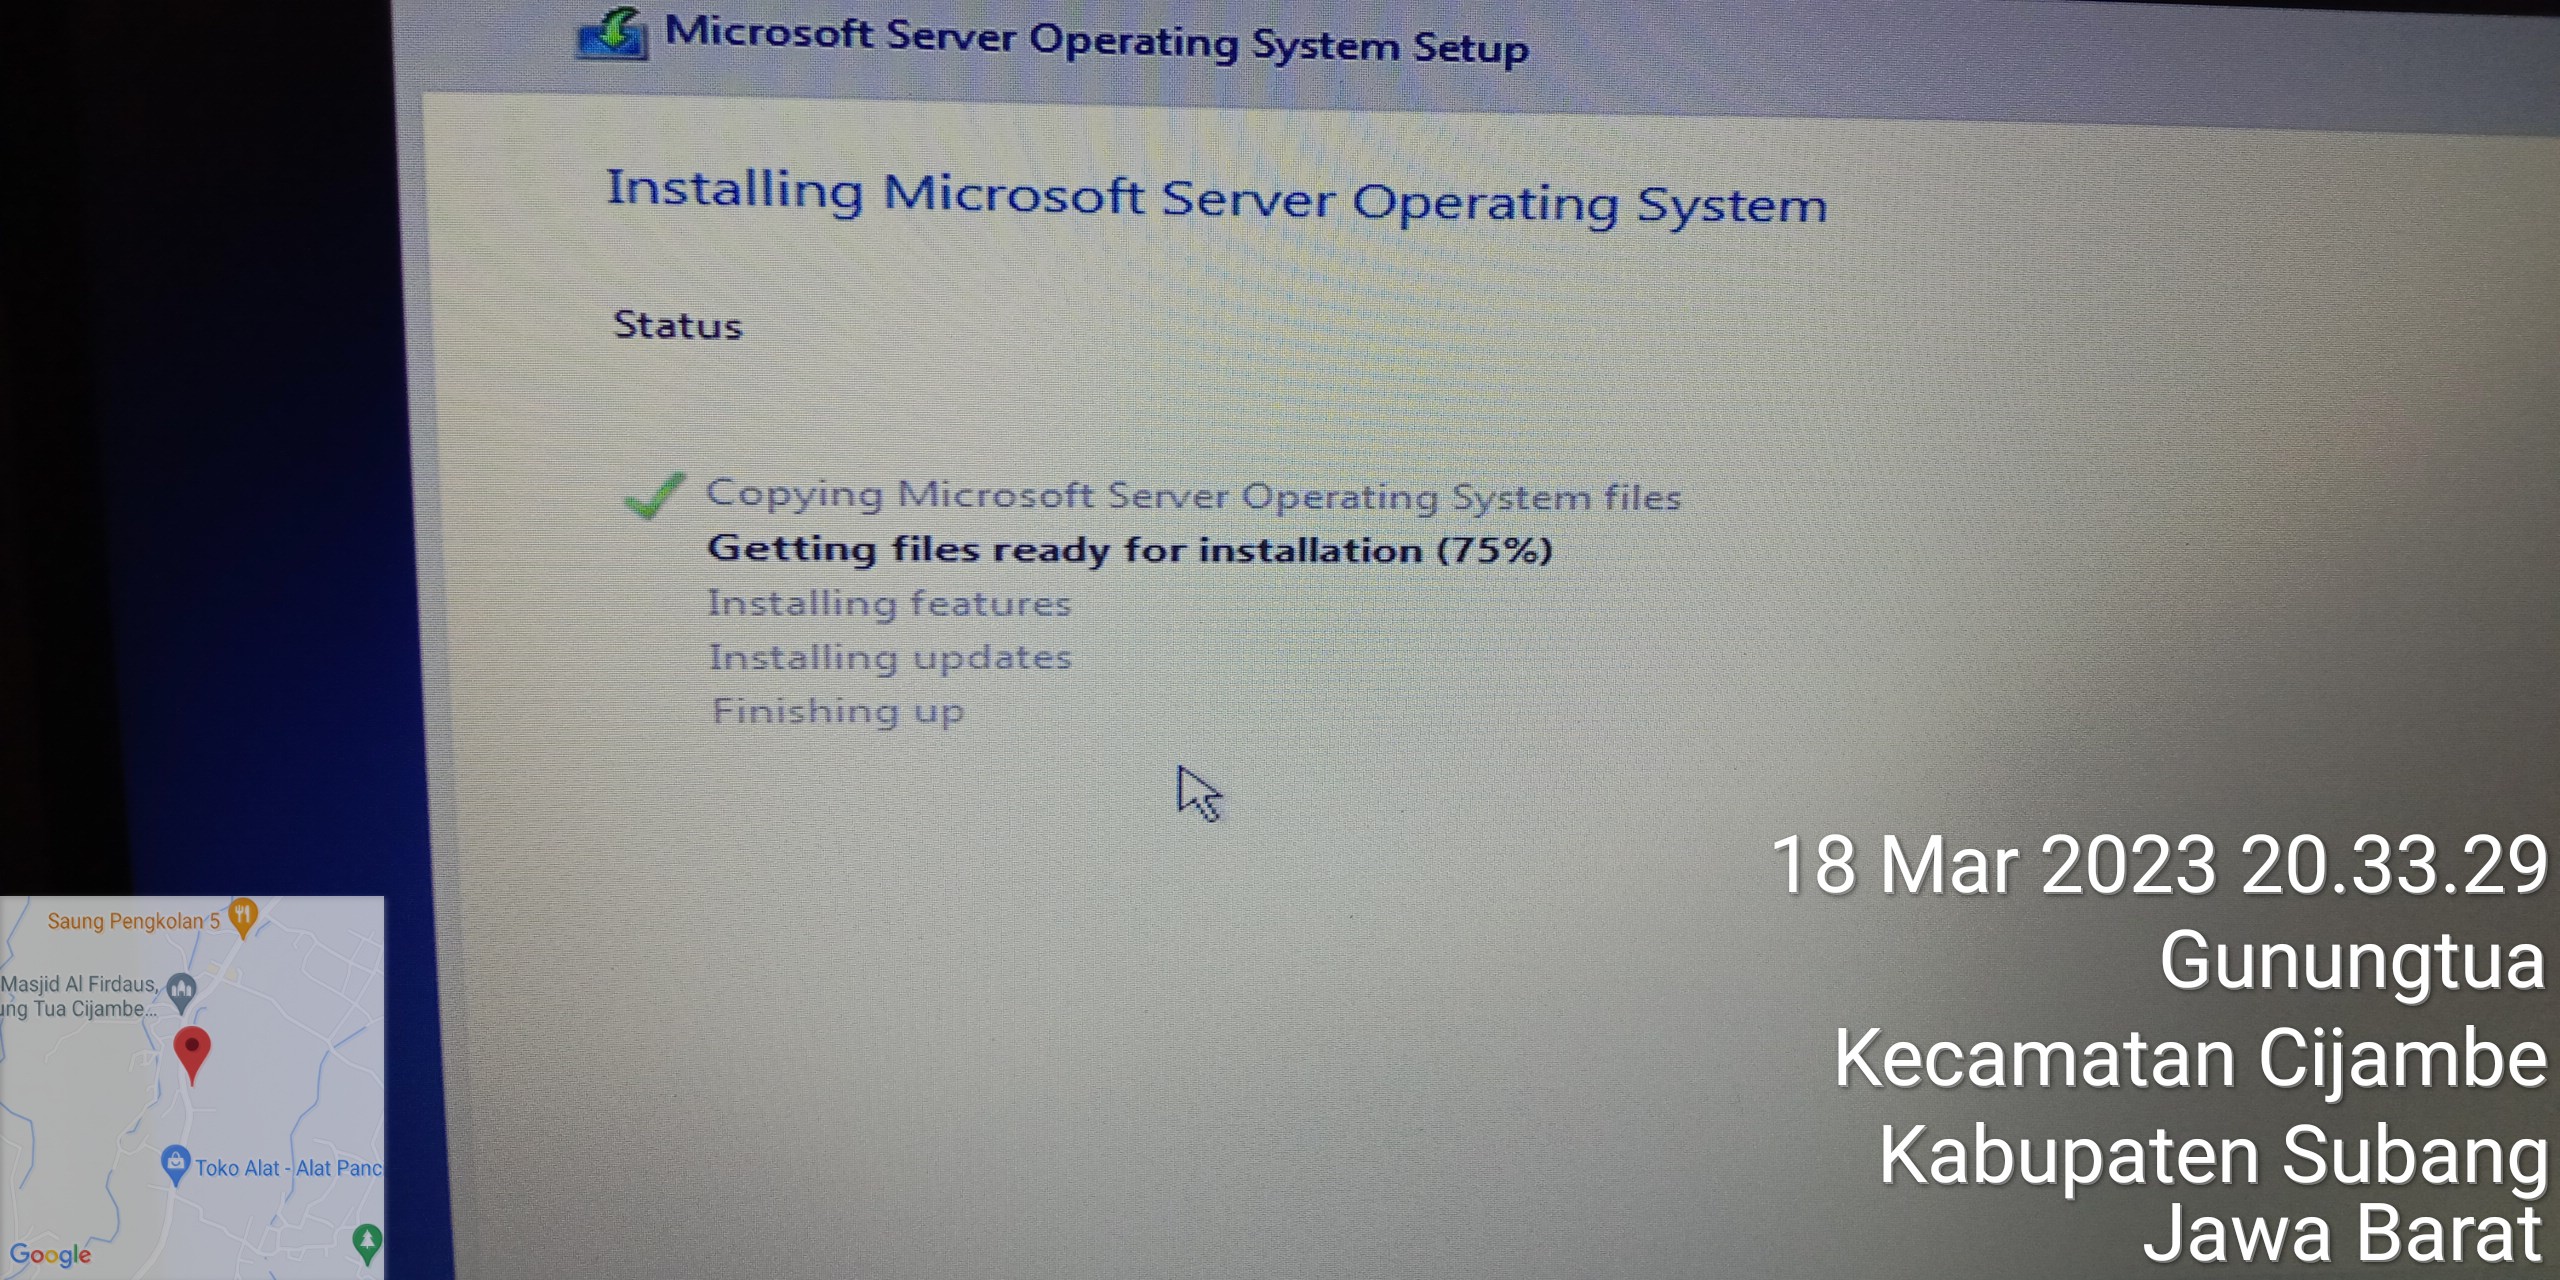 Microsoft Server Operating System Setup
Installing Microsoft Server Operating System
Status
Copying Microsoft Server Operating System files
Getting files ready for installation (75%)
Installing features
Installing updates
Finishing up
18 Mar 2023 20.33.29
Gunungtua
Kecamatan Cijambe
Kabupaten Subang
Jawa Barat
Saung Pengkolan 5
Masjid Al Firdaus,
ung Tua Cijambe...
Toko Alat - Alat Panc
Google